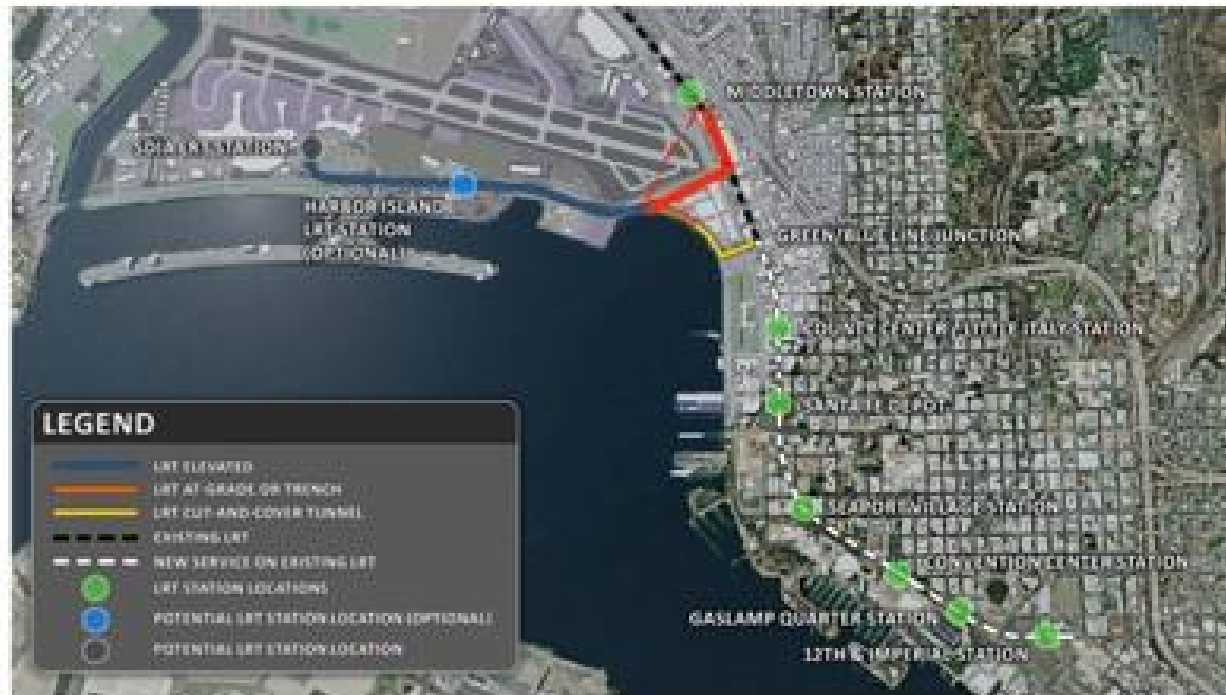 MIDDLETOWN STATION
SDIA LRT STATION
HARBOR ISLAND
LRT STATION
(OPTIONAL)
GREEN/BLUE LINE JUNCTION
COUNTY CENTER / LITTLE ITALY STATION
SANTA FE DEPOT
SEAPORT VILLAGE STATION
CONVENTION CENTER STATION
GASLAMP QUARTER STATION
12TH & IMPERIAL STATION
LEGEND
LRT ELEVATED
LRT AT-GRADE OR TRENCH
LRT CUT-AND-COVER TUNNEL
EXISTING LRT
NEW SERVICE ON EXISTING LRT
LRT STATION LOCATIONS
POTENTIAL LRT STATION LOCATION (OPTIONAL)
POTENTIAL LRT STATION LOCATION